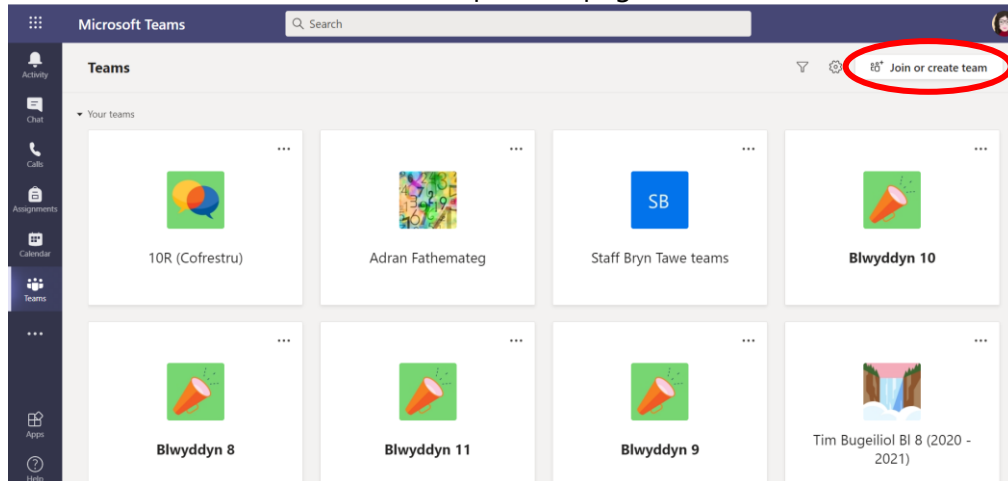 Microsoft Teams
Search
Activity
Chat
Calls
Assignments
Calendar
Teams
Apps
Help
Teams
Join or create team
Your teams
10R (Cofrestru)
Adran Fathemateg
SB
Staff Bryn Tawe teams
Blwyddyn 10
Blwyddyn 8
Blwyddyn 11
Blwyddyn 9
Tim Bugeiliol Bl 8 (2020 -
2021)